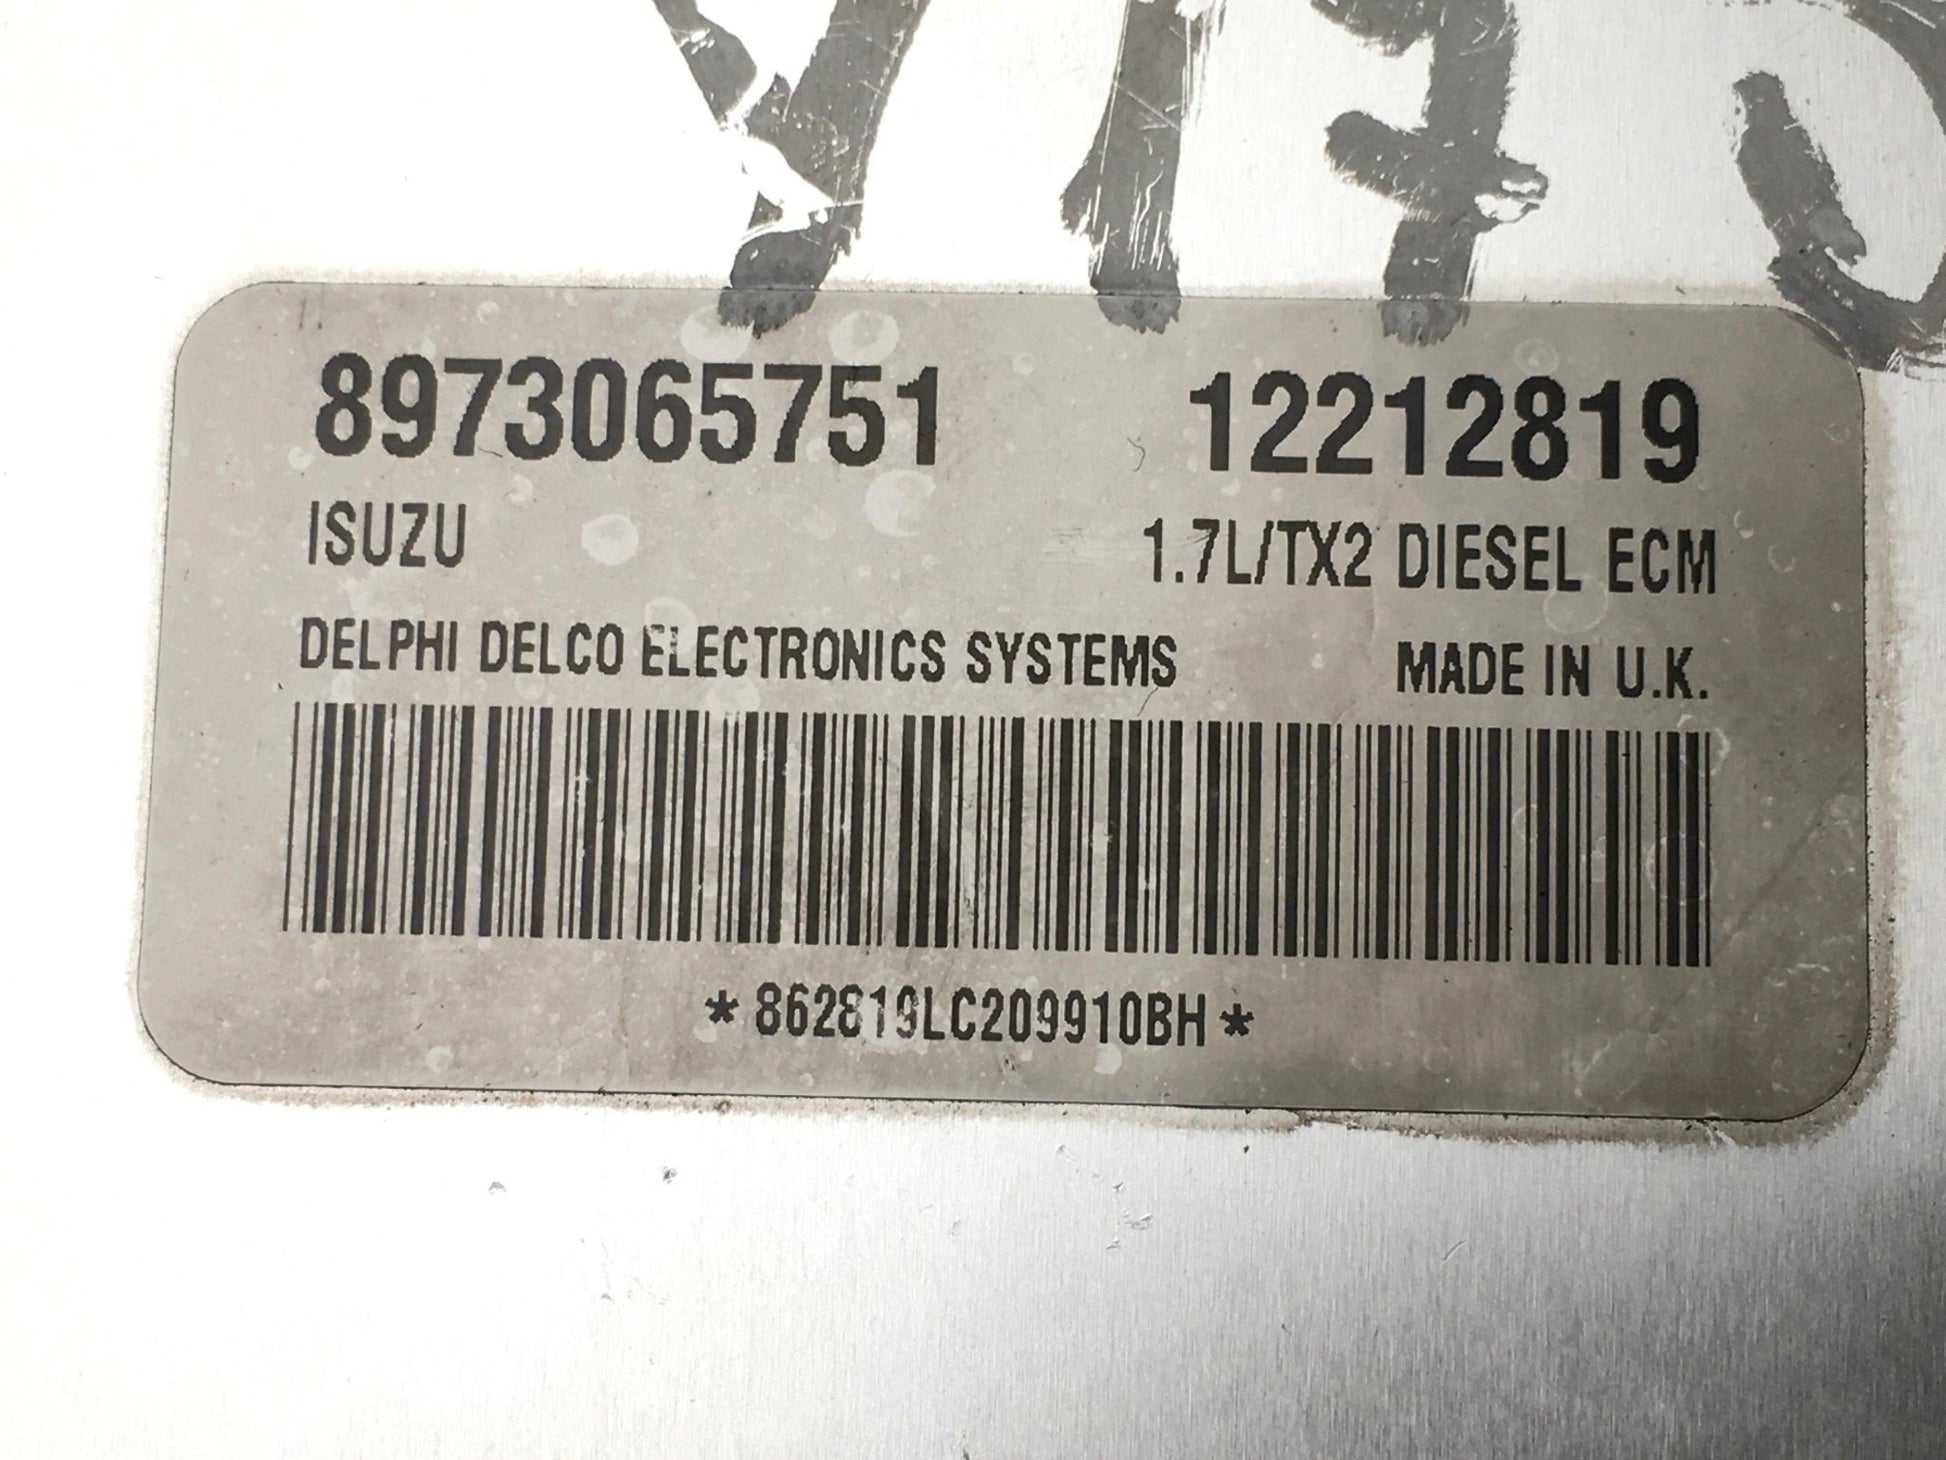 8973065751 12212819
ISUZU 1.7L/TX2 DIESEL ECM
DELPHI DELCO ELECTRONICS SYSTEMS MADE IN U.K.
*862819LC209910BH*